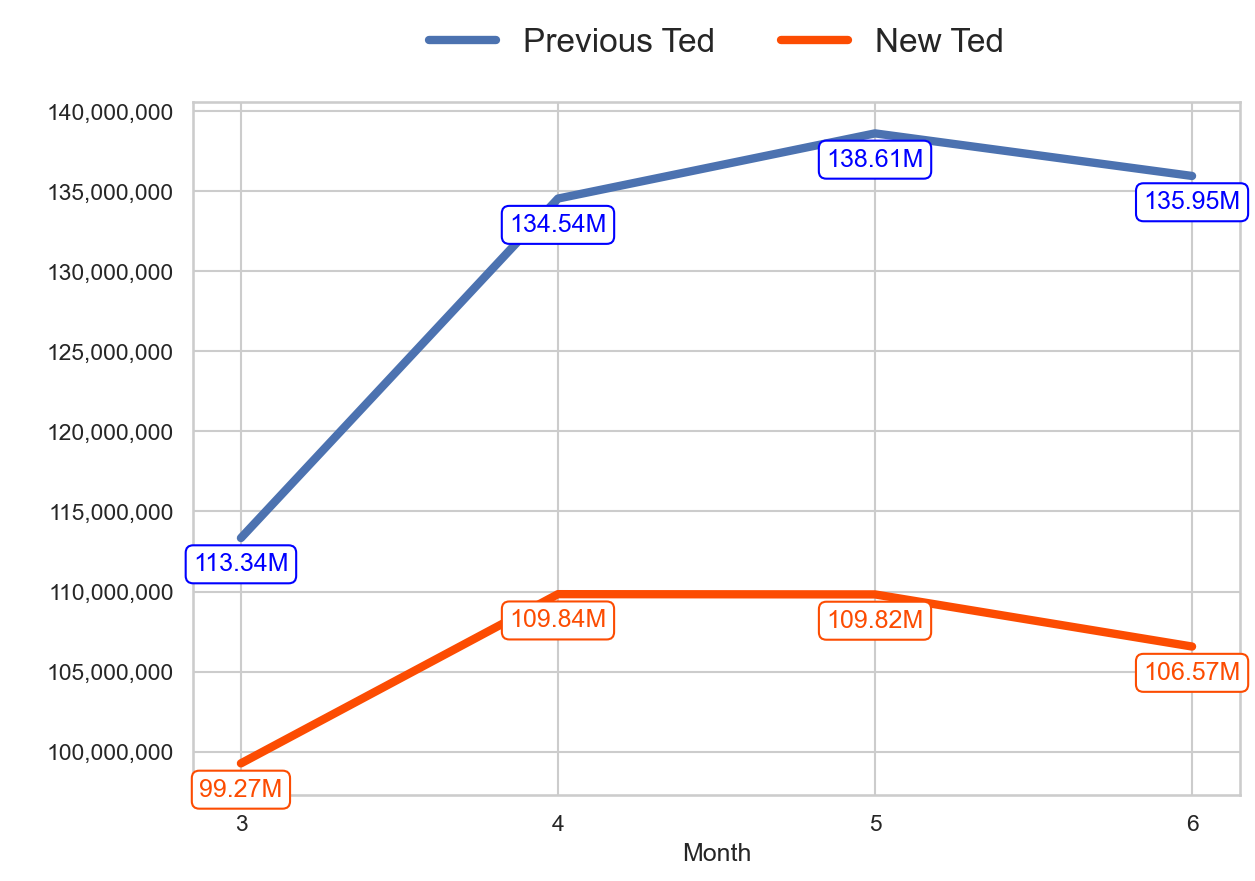 Previous Ted New Ted
140,000,000
138.61M
135,000,000
135.95M
134.54M
130,000,000
125,000,000
120,000,000
115,000,000
113.34M
110,000,000
109.84M 109.82M
105,000,000
106.57M
100,000,000
99.27M
3 4 5 6
Month